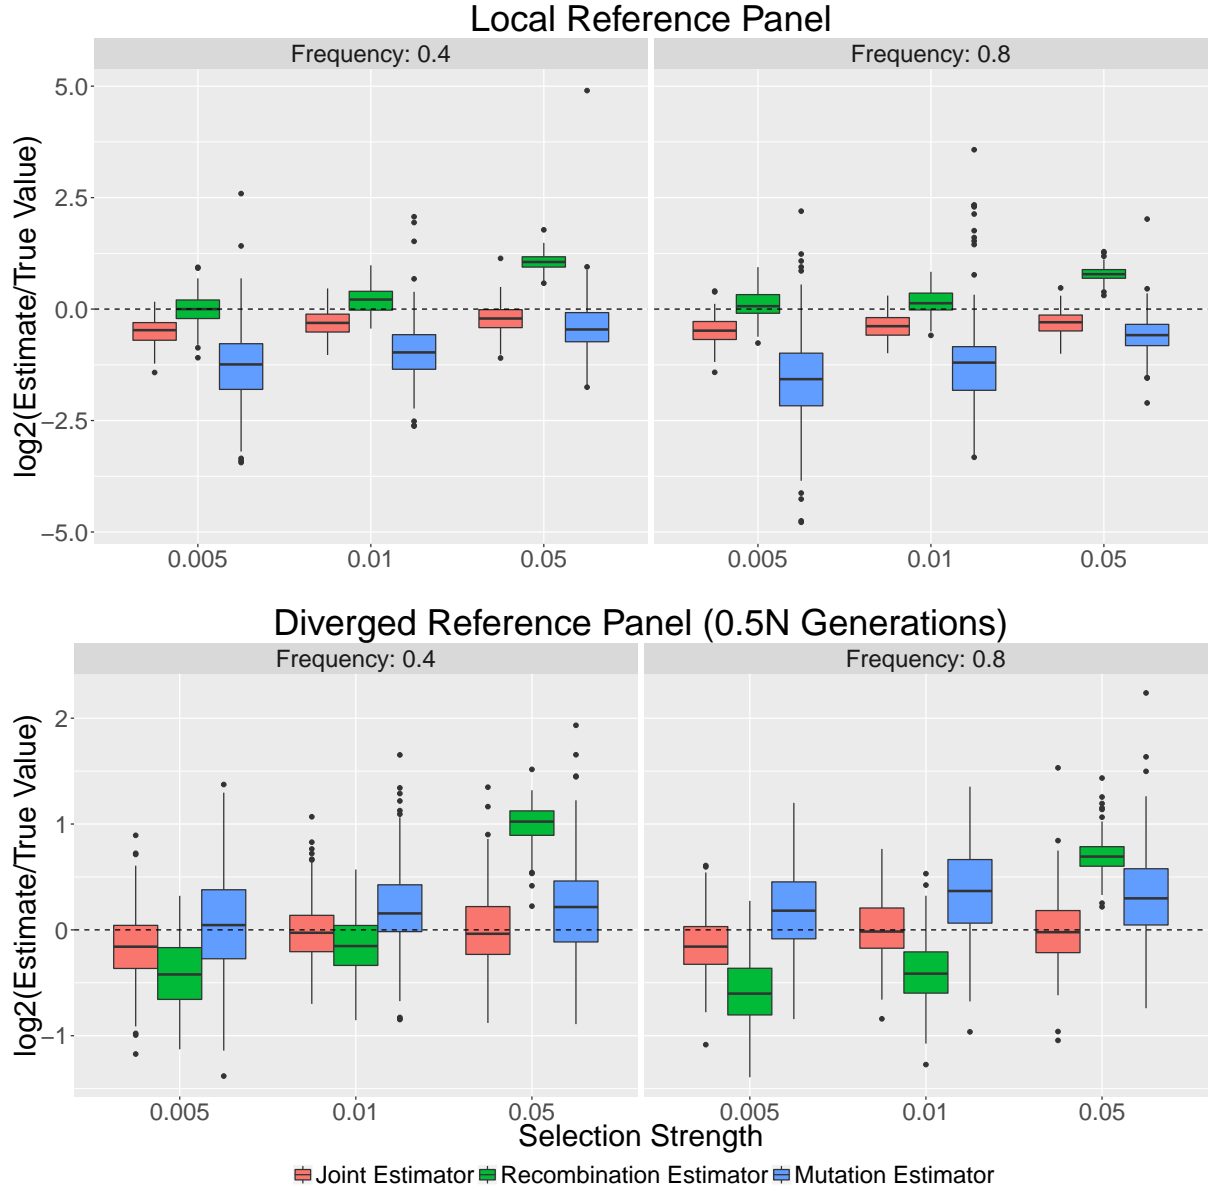 Local Reference Panel
Frequency: 0.4
Frequency: 0.8
log2(Estimate/True Value)
5.0
2.5
0.0
−2.5
−5.0
0.005
0.01
0.05
0.005
0.01
0.05
Diverged Reference Panel (0.5N Generations)
Frequency: 0.4
Frequency: 0.8
log2(Estimate/True Value)
2
1
0
−1
0.005
0.01
0.05
0.005
0.01
0.05
Selection Strength
Joint Estimator Recombination Estimator Mutation Estimator